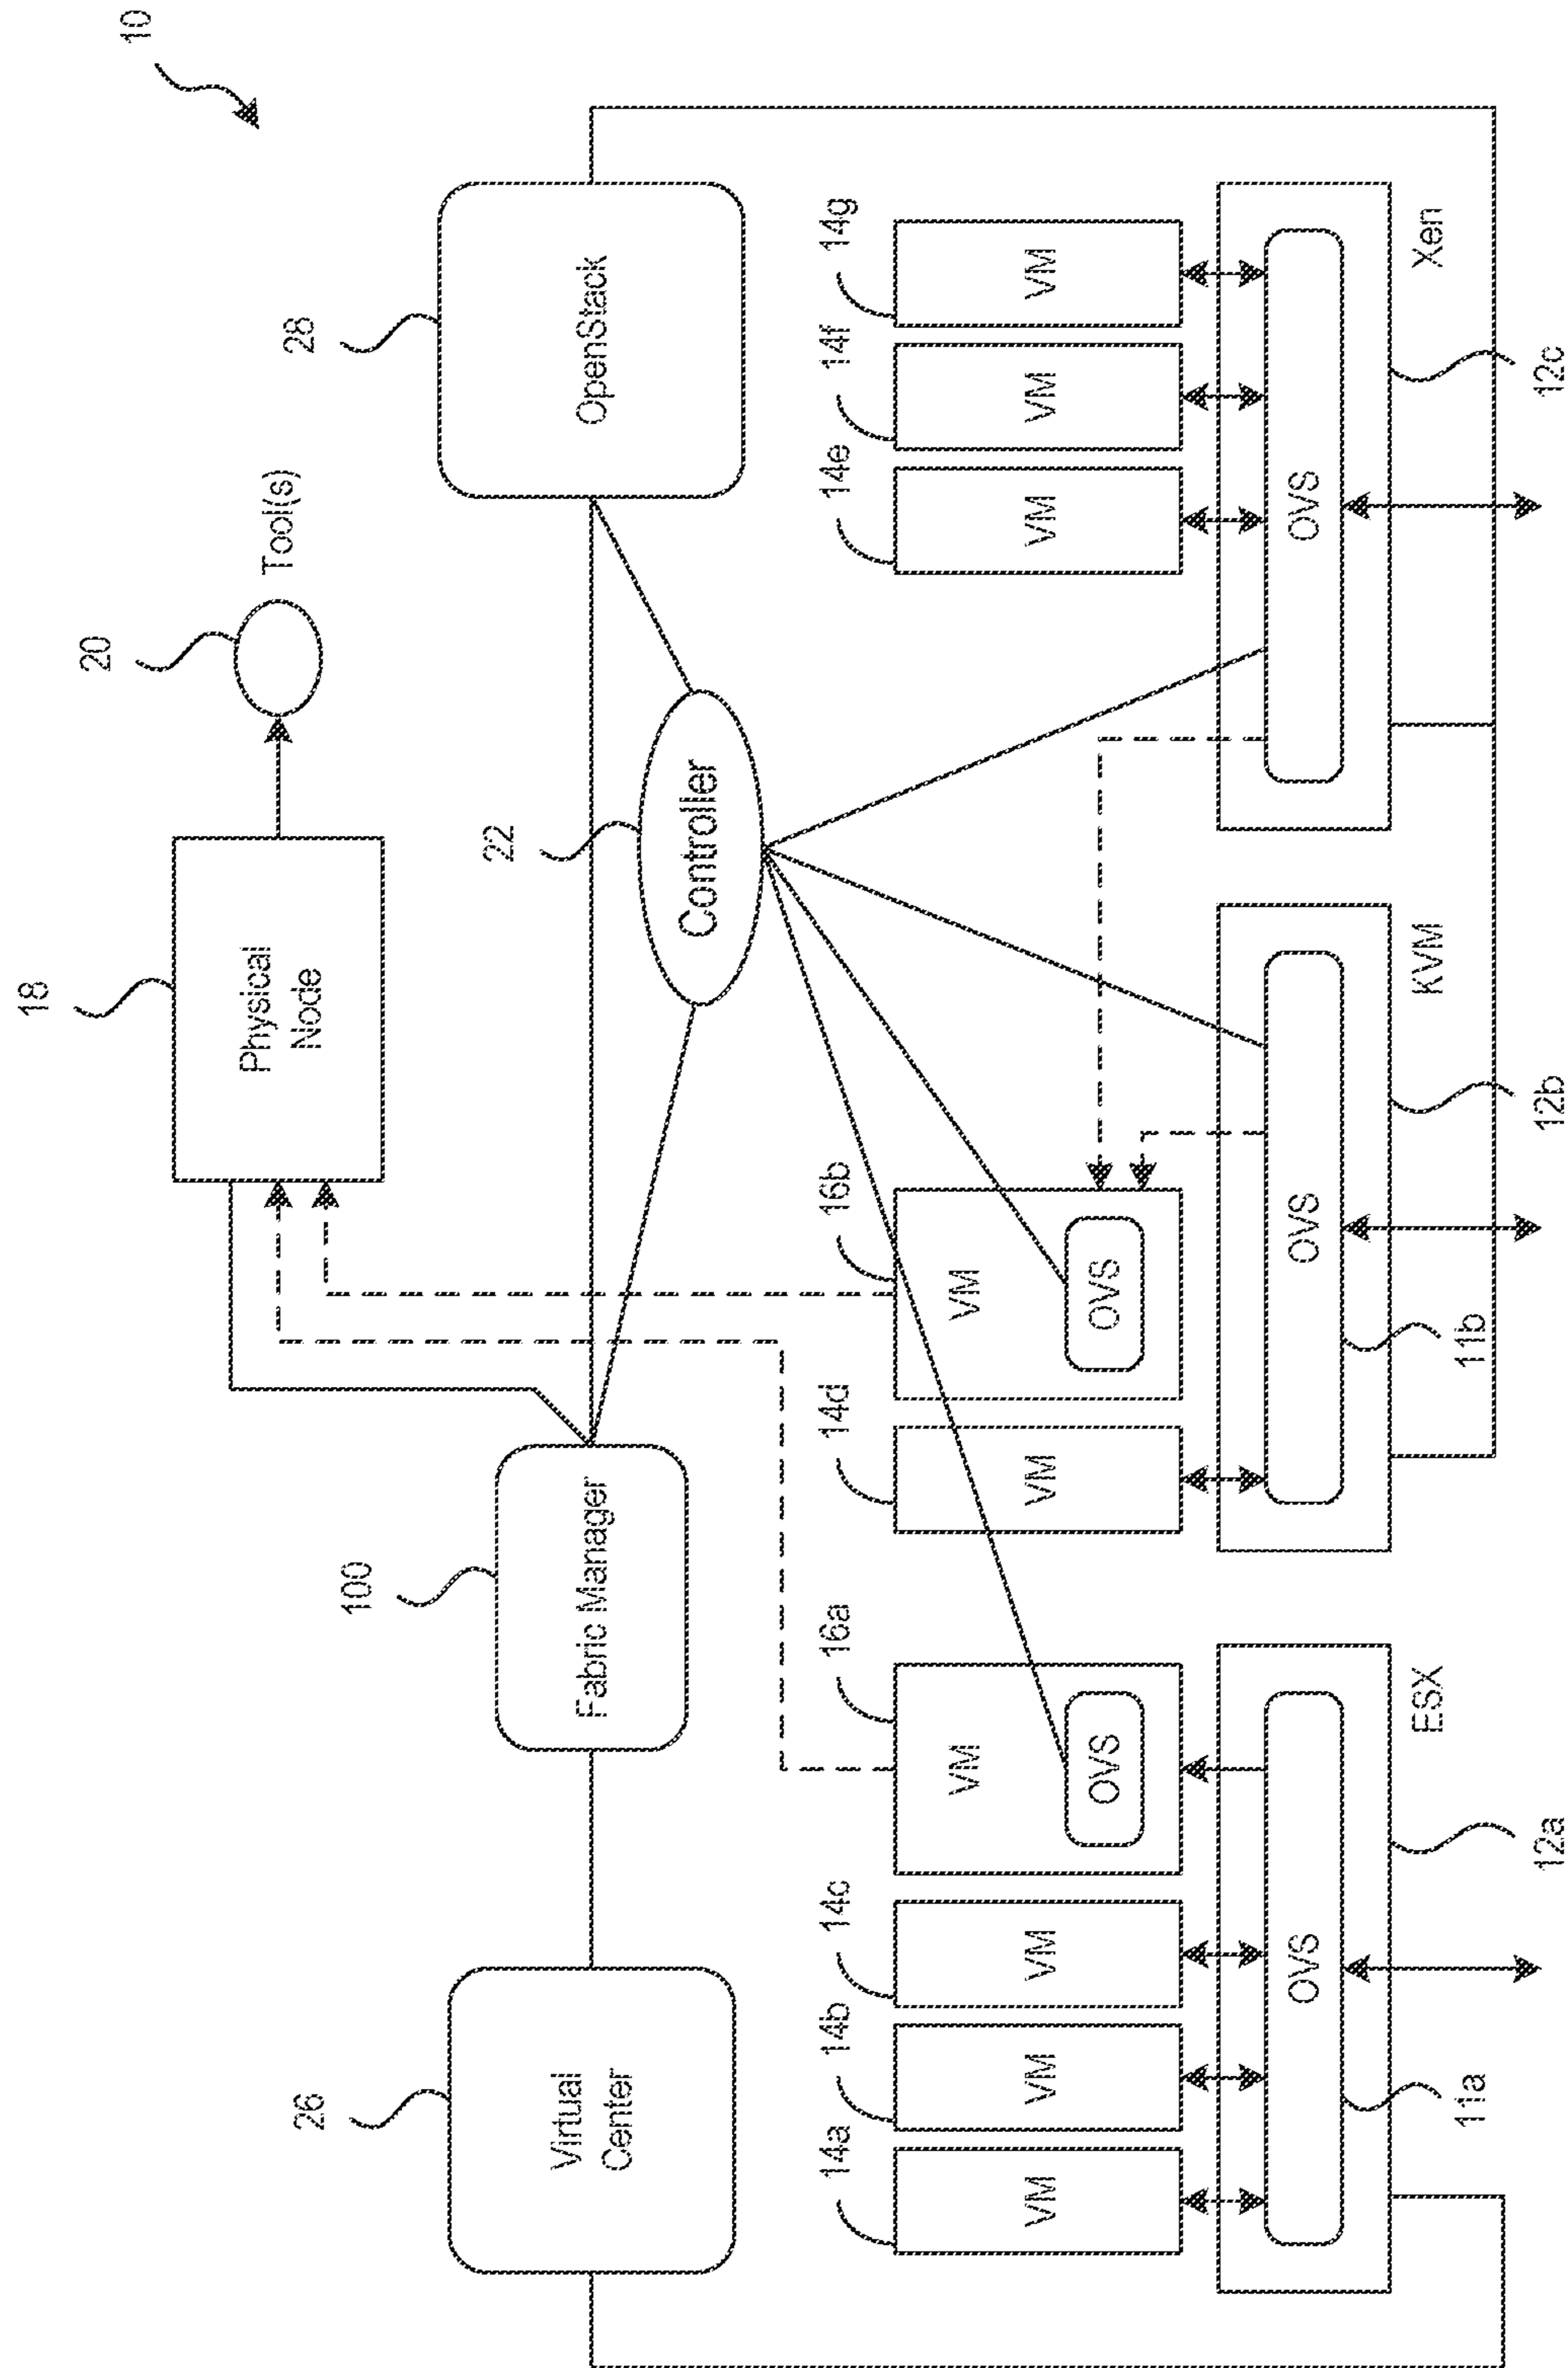 10
18
Physical
Node
20
Tool(s)
26
Virtual
Center
100
Fabric Manager
22
Controller
28
OpenStack
14a
VM
14b
VM
14c
VM
16a
VM
OVS
14d
VM
16b
VM
OVS
14e
VM
14f
VM
14g
VM
OVS
ESX
11a
12a
OVS
KVM
11b
12b
OVS
Xen
12c